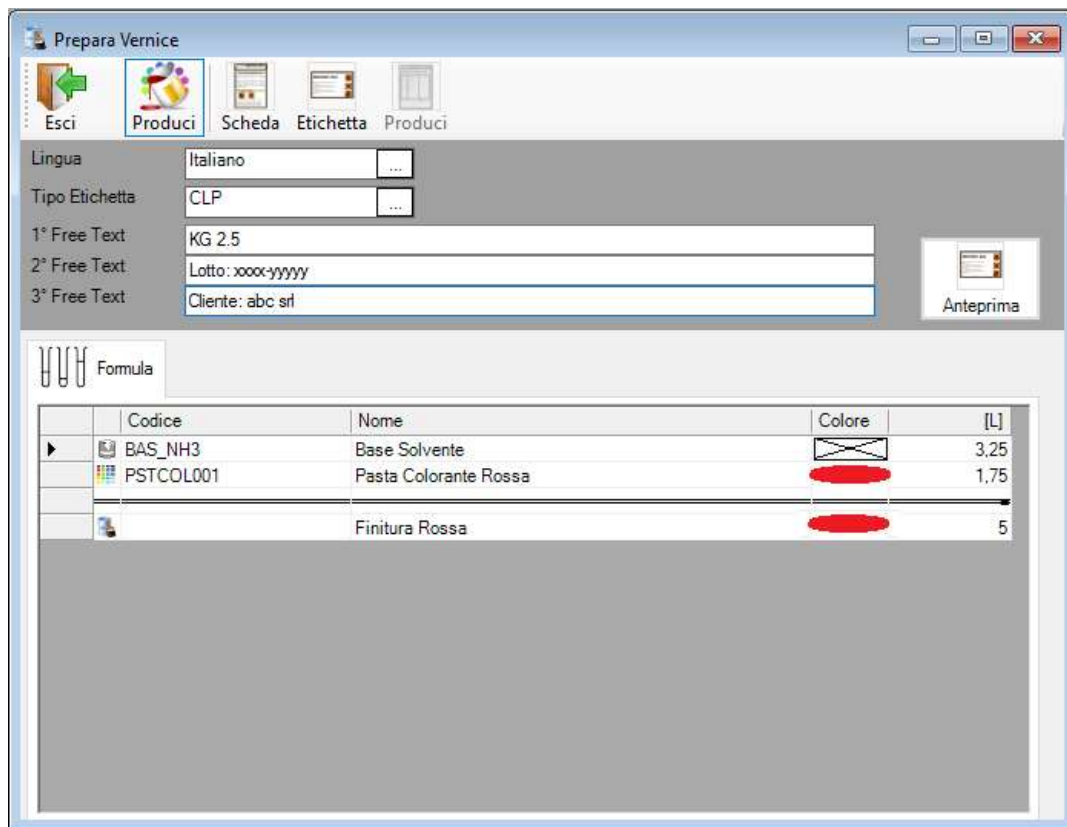 Prepara Vernice
Esci Produci Scheda Etichetta Produci
Lingua Italiano ...
Tipo Etichetta CLP ...
1° Free Text KG 2.5
2° Free Text Lotto: xxxx-yyyyy
3° Free Text Cliente: abc srl
Anteprima
Formula
Codice Nome Colore [L]
BAS_NH3 Base Solvente 3,25
PSTCOL001 Pasta Colorante Rossa 1,75
Finitura Rossa 5